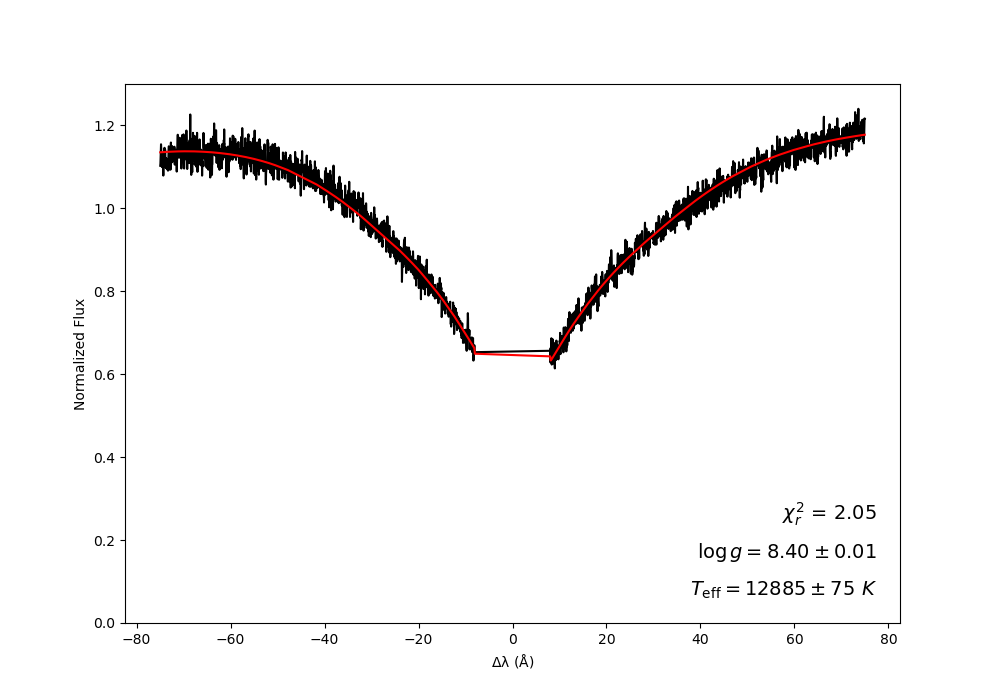 1.2
1.0
0.8
0.6
0.4
0.2
0.0
Normalized Flux
χ²ᵣ = 2.05
log g = 8.40 ± 0.01
T_eff = 12885 ± 75 K
−80 −60 −40 −20 0 20 40 60 80
Δλ (Å)